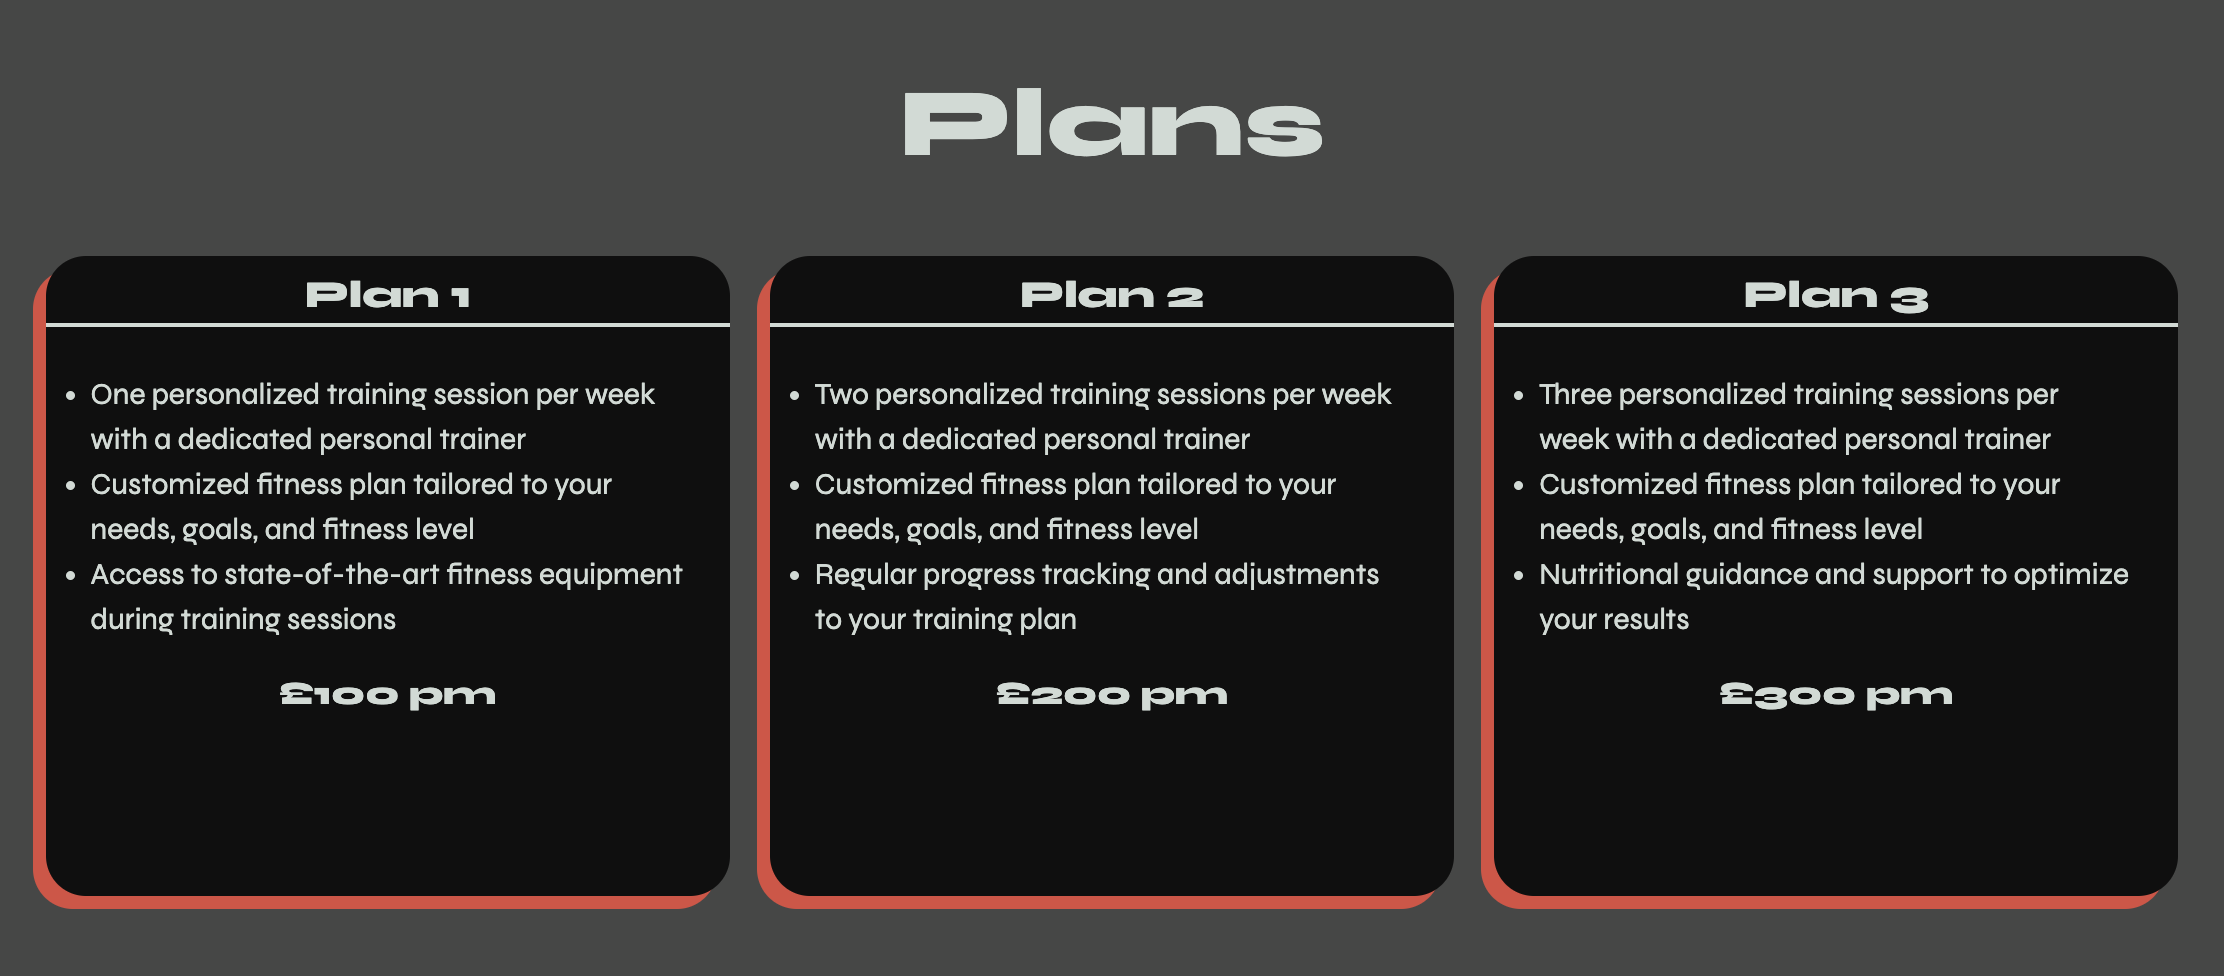 Plans
Plan 1
One personalized training session per week
with a dedicated personal trainer
Customized fitness plan tailored to your
needs, goals, and fitness level
Access to state-of-the-art fitness equipment
during training sessions
£100 pm
Plan 2
Two personalized training sessions per week
with a dedicated personal trainer
Customized fitness plan tailored to your
needs, goals, and fitness level
Regular progress tracking and adjustments
to your training plan
£200 pm
Plan 3
Three personalized training sessions per
week with a dedicated personal trainer
Customized fitness plan tailored to your
needs, goals, and fitness level
Nutritional guidance and support to optimize
your results
£300 pm